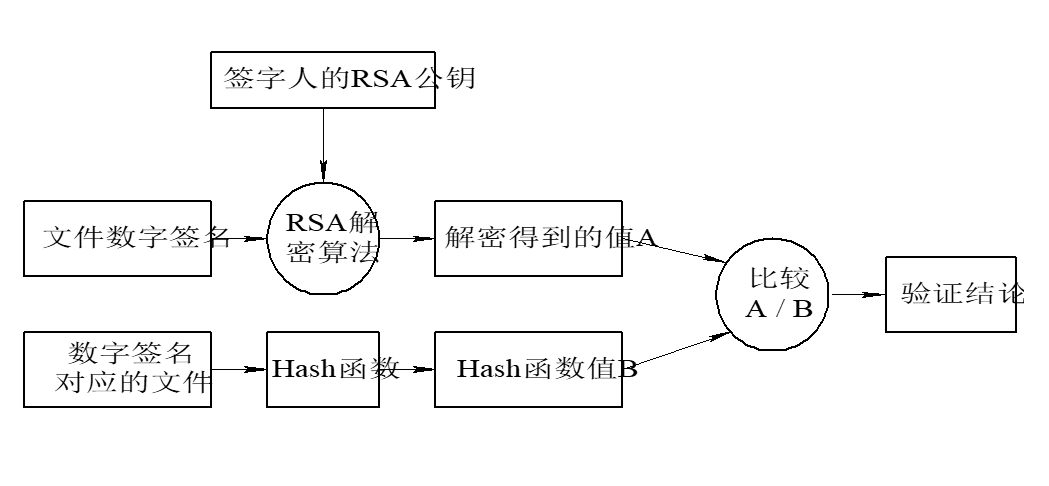 签字人的RSA公钥
文件数字签名
RSA解
密算法
解密得到的值A
比较
A / B
验证结论
数字签名
对应的文件
Hash函数
Hash函数值B